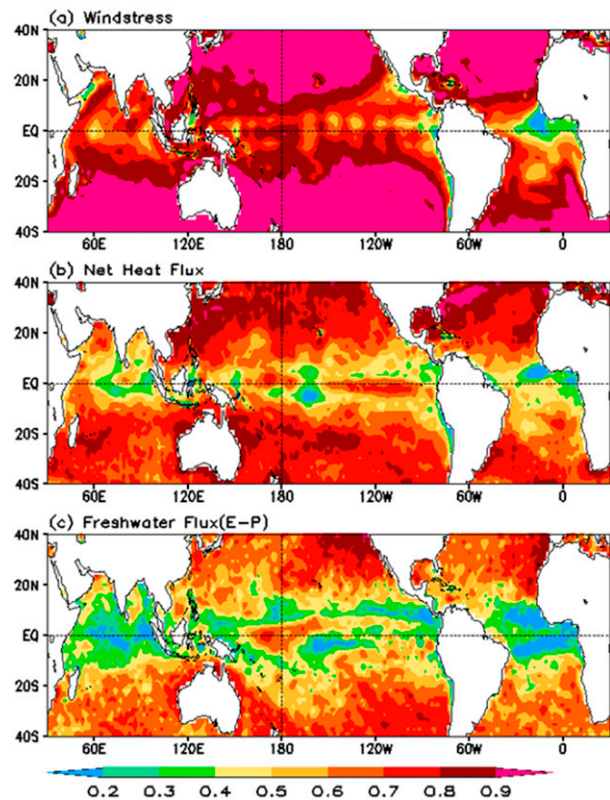 (a) Windstress
40N
20N
EQ
20S
40S
60E 120E 180 120W 60W 0
(b) Net Heat Flux
40N
20N
EQ
20S
40S
60E 120E 180 120W 60W 0
(c) Freshwater Flux(E-P)
40N
20N
EQ
20S
40S
60E 120E 180 120W 60W 0
0.2 0.3 0.4 0.5 0.6 0.7 0.8 0.9